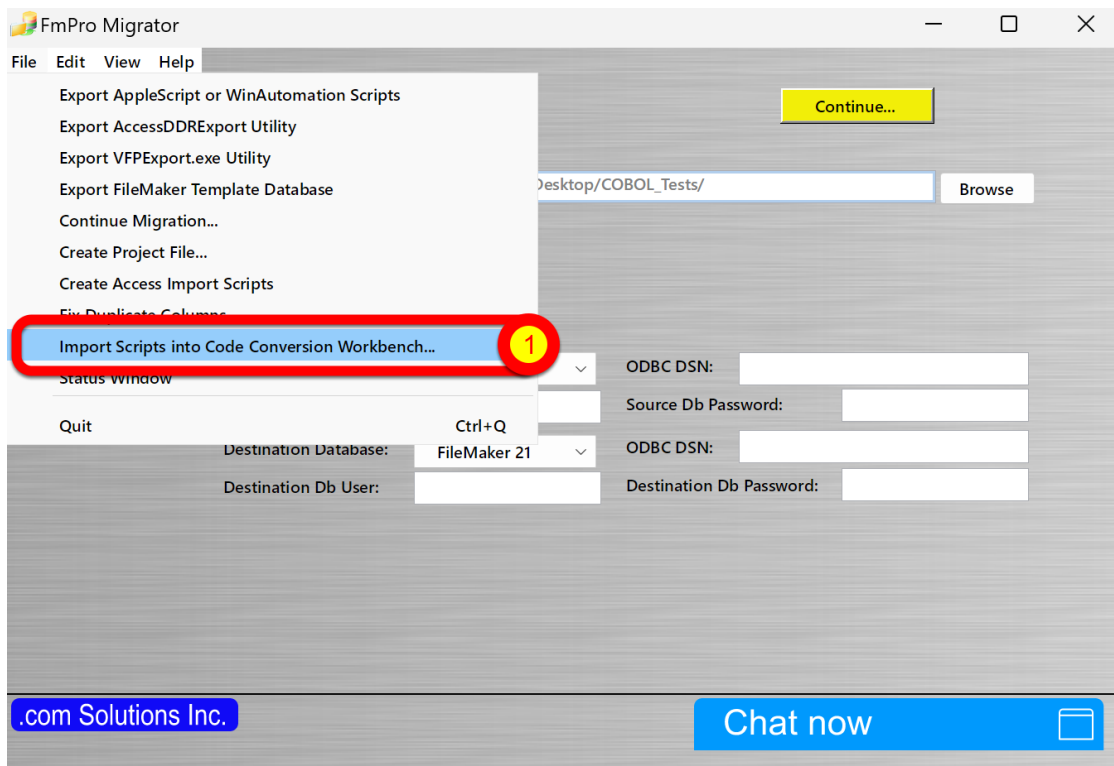 FmPro Migrator
File Edit View Help
Export AppleScript or WinAutomation Scripts
Continue...
Export AccessDDRExport Utility
Export VFPExport.exe Utility
Export FileMaker Template Database
Desktop/COBOL_Tests/
Browse
Continue Migration...
Create Project File...
Create Access Import Scripts
Fix Duplicate Columns
Import Scripts into Code Conversion Workbench...
1
ODBC DSN:
Status Window
Source Db Password:
Quit Ctrl+Q
Destination Database: FileMaker 21 ODBC DSN:
Destination Db User: Destination Db Password:
.com Solutions Inc.
Chat now